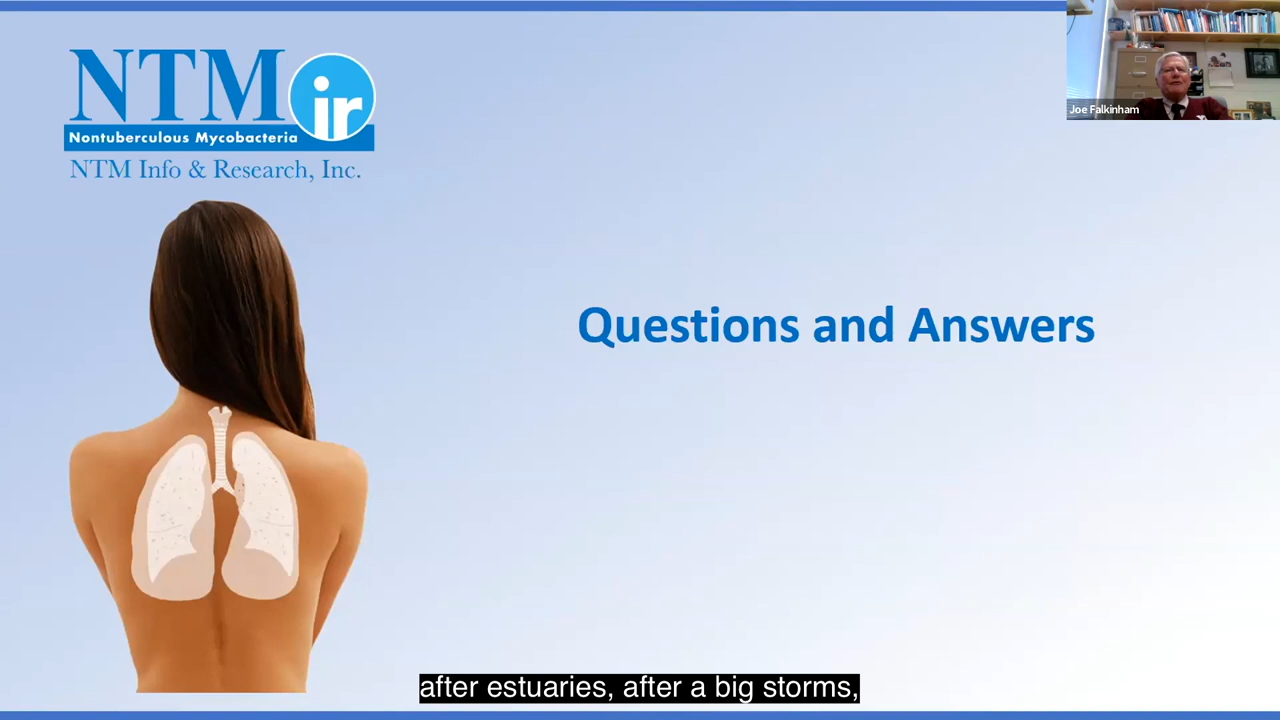 NTM
ir
Nontuberculous Mycobacteria
NTM Info & Research, Inc.
Joe Falkinham
Questions and Answers
after estuaries, after a big storms,